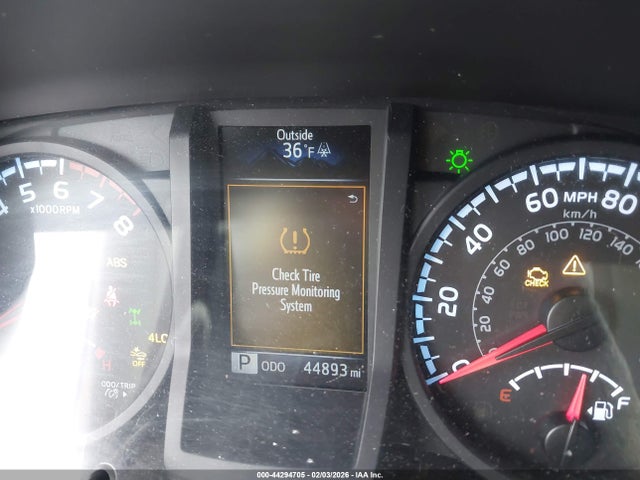 Outside
36°F
4 5 6 7 8
x1000RPM
ABS
4LO
OFF
ODO/TRIP
Check Tire
Pressure Monitoring
System
P ODO 44893 mi
0 20 40 60 80
MPH
km/h
0 20 40 60 80 100 120 140
CHECK
E F
000-44294705 - 02/03/2026 - IAA Inc.